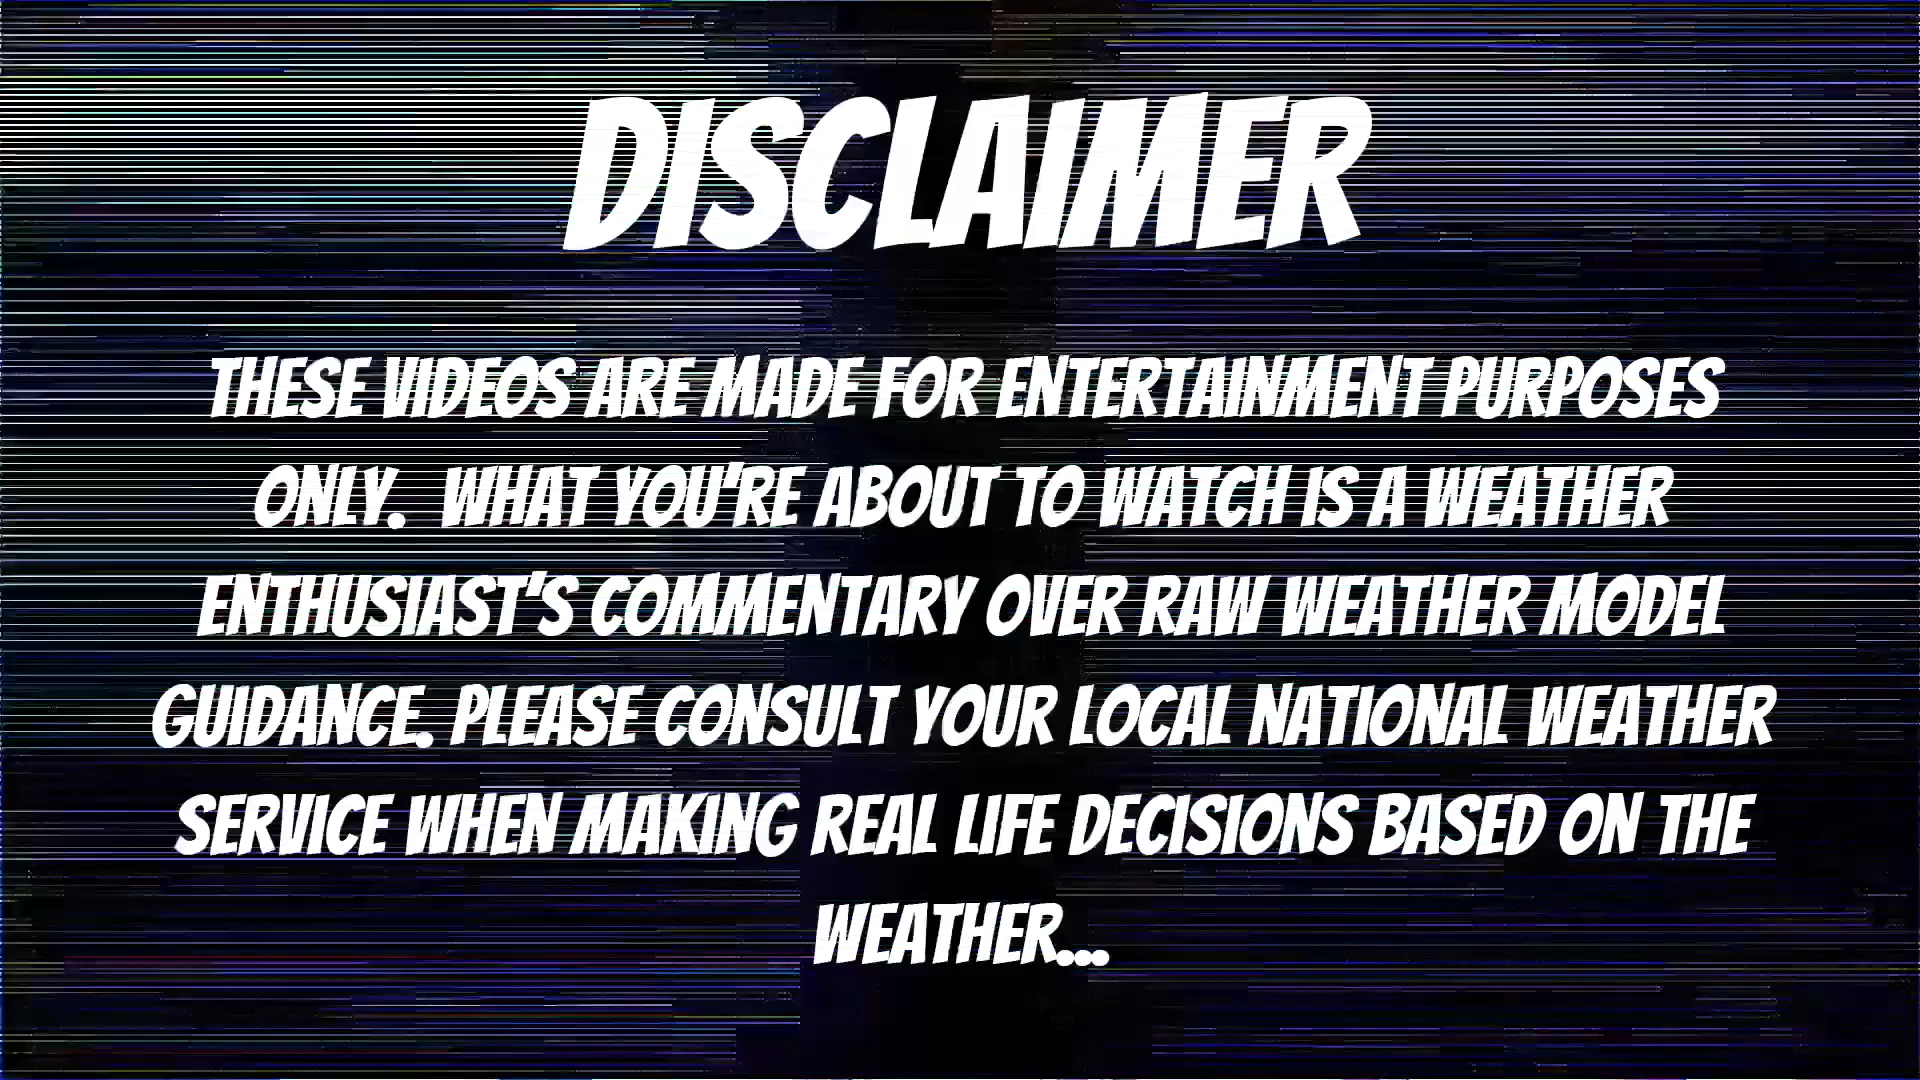 DISCLAIMER
THESE VIDEOS ARE MADE FOR ENTERTAINMENT PURPOSES
ONLY.  WHAT YOU'RE ABOUT TO WATCH IS A WEATHER
ENTHUSIAST'S COMMENTARY OVER RAW WEATHER MODEL
GUIDANCE. PLEASE CONSULT YOUR LOCAL NATIONAL WEATHER
SERVICE WHEN MAKING REAL LIFE DECISIONS BASED ON THE
WEATHER...